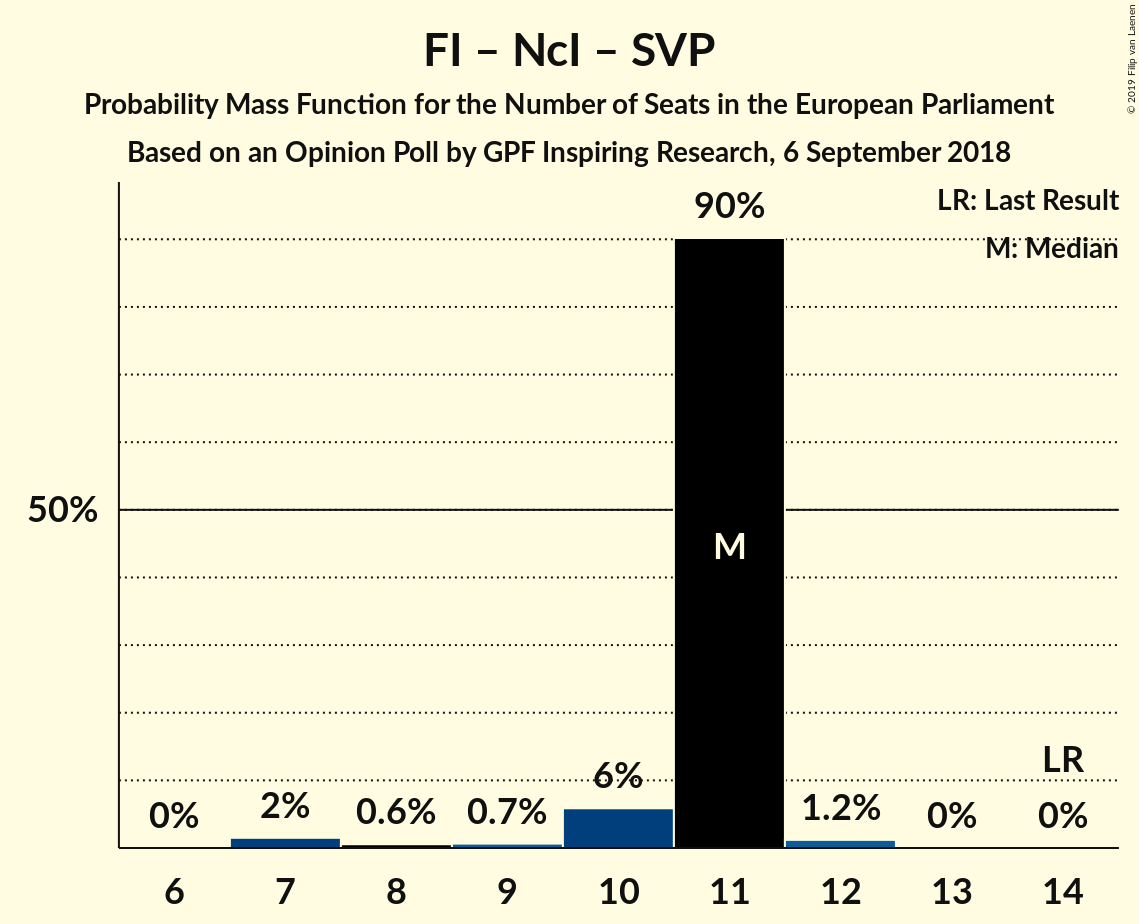 FI – NcI – SVP
Probability Mass Function for the Number of Seats in the European Parliament
Based on an Opinion Poll by GPF Inspiring Research, 6 September 2018
© 2019 Filip van Laenen
LR: Last Result
M: Median
90%
50%
M
LR
0%
2%
0.6%
0.7%
6%
1.2%
0%
0%
6 7 8 9 10 11 12 13 14